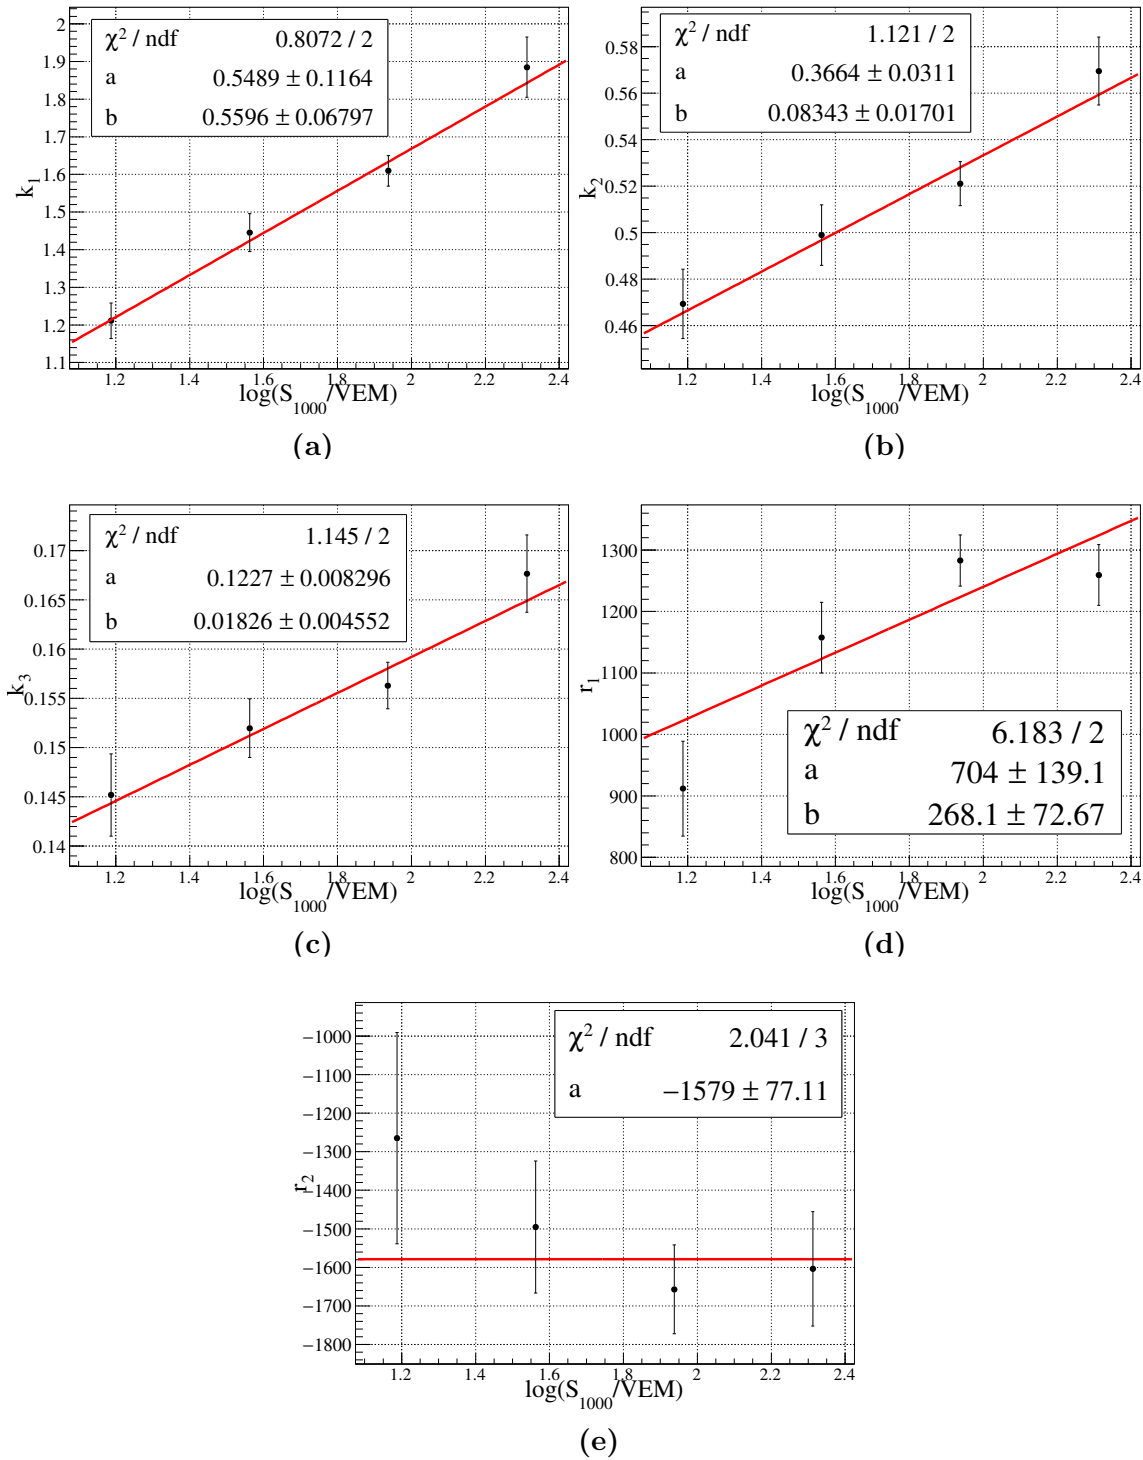 2
1.9
1.8
1.7
1.6
1.5
1.4
1.3
1.2
1.1
k₁
χ² / ndf 0.8072 / 2
a 0.5489 ± 0.1164
b 0.5596 ± 0.06797
1.2 1.4 1.6 1.8 2 2.2 2.4
log(S₁₀₀₀/VEM)
(a)
0.58
0.56
0.54
0.52
0.5
0.48
0.46
k₂
χ² / ndf 1.121 / 2
a 0.3664 ± 0.0311
b 0.08343 ± 0.01701
1.2 1.4 1.6 1.8 2 2.2 2.4
log(S₁₀₀₀/VEM)
(b)
0.17
0.165
0.16
0.155
0.15
0.145
0.14
k₃
χ² / ndf 1.145 / 2
a 0.1227 ± 0.008296
b 0.01826 ± 0.004552
1.2 1.4 1.6 1.8 2 2.2 2.4
log(S₁₀₀₀/VEM)
(c)
1300
1200
1100
1000
900
800
r₁
χ² / ndf 6.183 / 2
a 704 ± 139.1
b 268.1 ± 72.67
1.2 1.4 1.6 1.8 2 2.2 2.4
log(S₁₀₀₀/VEM)
(d)
−1000
−1100
−1200
−1300
−1400
−1500
−1600
−1700
−1800
r₂
χ² / ndf 2.041 / 3
a −1579 ± 77.11
1.2 1.4 1.6 1.8 2 2.2 2.4
log(S₁₀₀₀/VEM)
(e)